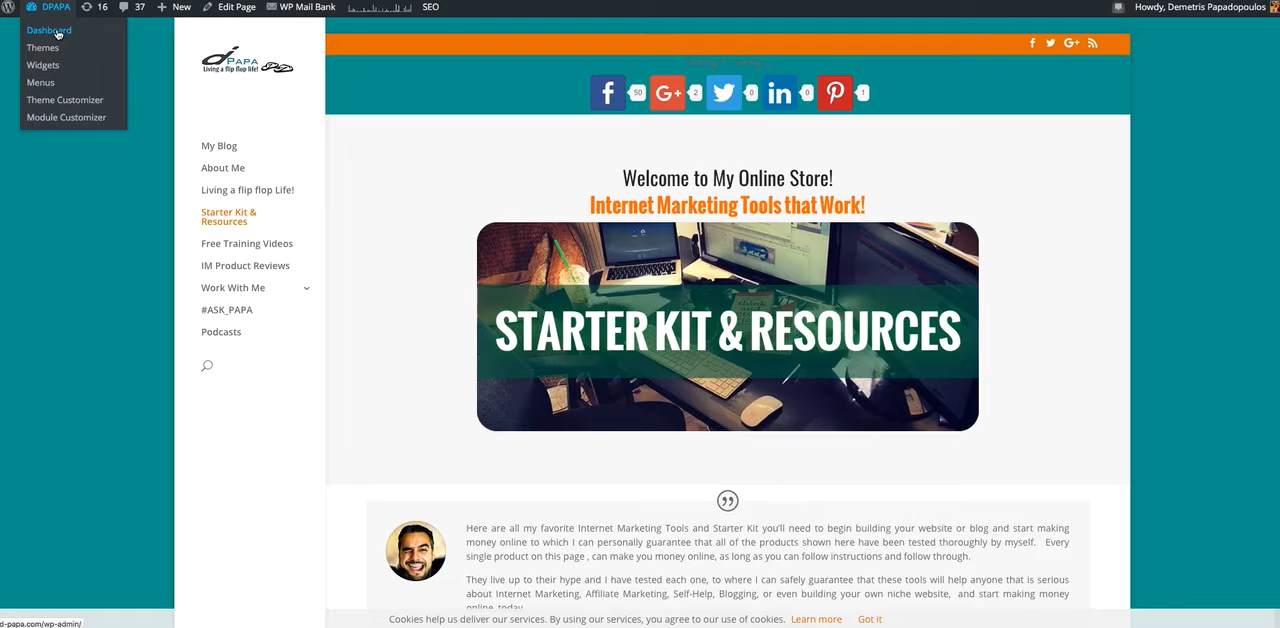 DPAPA 16 37 New Edit Page WP Mail Bank SEO Howdy, Demetris Papadopoulos
Dashboard
Themes
Widgets
Menus
Theme Customizer
Module Customizer
PAPA
Living a flip flop life!
My Blog
About Me
Living a flip flop Life!
Starter Kit &
Resources
Free Training Videos
IM Product Reviews
Work With Me
#ASK_PAPA
Podcasts
50 G+ 2 0 in 0 1
Welcome to My Online Store!
Internet Marketing Tools that Work!
STARTER KIT & RESOURCES
Here are all my favorite Internet Marketing Tools and Starter Kit you'll need to begin building your website or blog and start making
money online to which I can personally guarantee that all of the products shown here have been tested thoroughly by myself. Every
single product on this page , can make you money online, as long as you can follow instructions and follow through.
They live up to their hype and I have tested each one, to where I can safely guarantee that these tools will help anyone that is serious
about Internet Marketing, Affiliate Marketing, Self-Help, Blogging, or even building your own niche website, and start making money
online, today
Cookies help us deliver our services. By using our services, you agree to our use of cookies. Learn more Got it
d-papa.com/wp-admin/